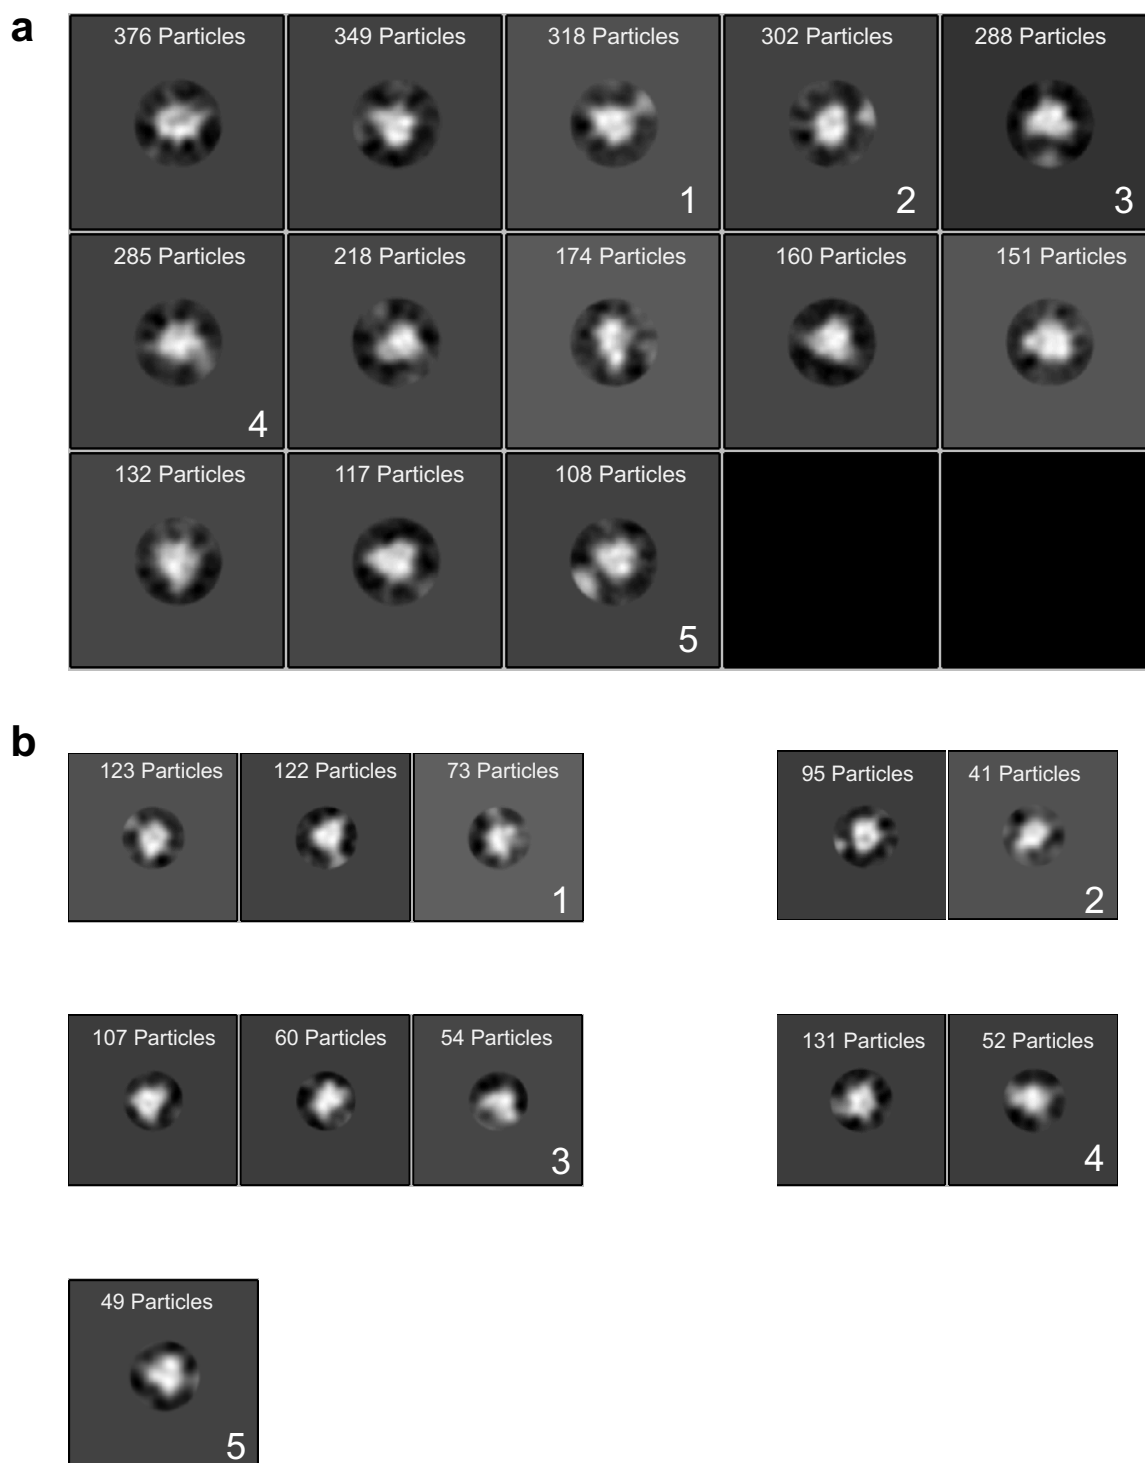 a
376 Particles
349 Particles
318 Particles
302 Particles
288 Particles
1
2
3
285 Particles
218 Particles
174 Particles
160 Particles
151 Particles
4
132 Particles
117 Particles
108 Particles
5
b
123 Particles
122 Particles
73 Particles
1
95 Particles
41 Particles
2
107 Particles
60 Particles
54 Particles
3
131 Particles
52 Particles
4
49 Particles
5